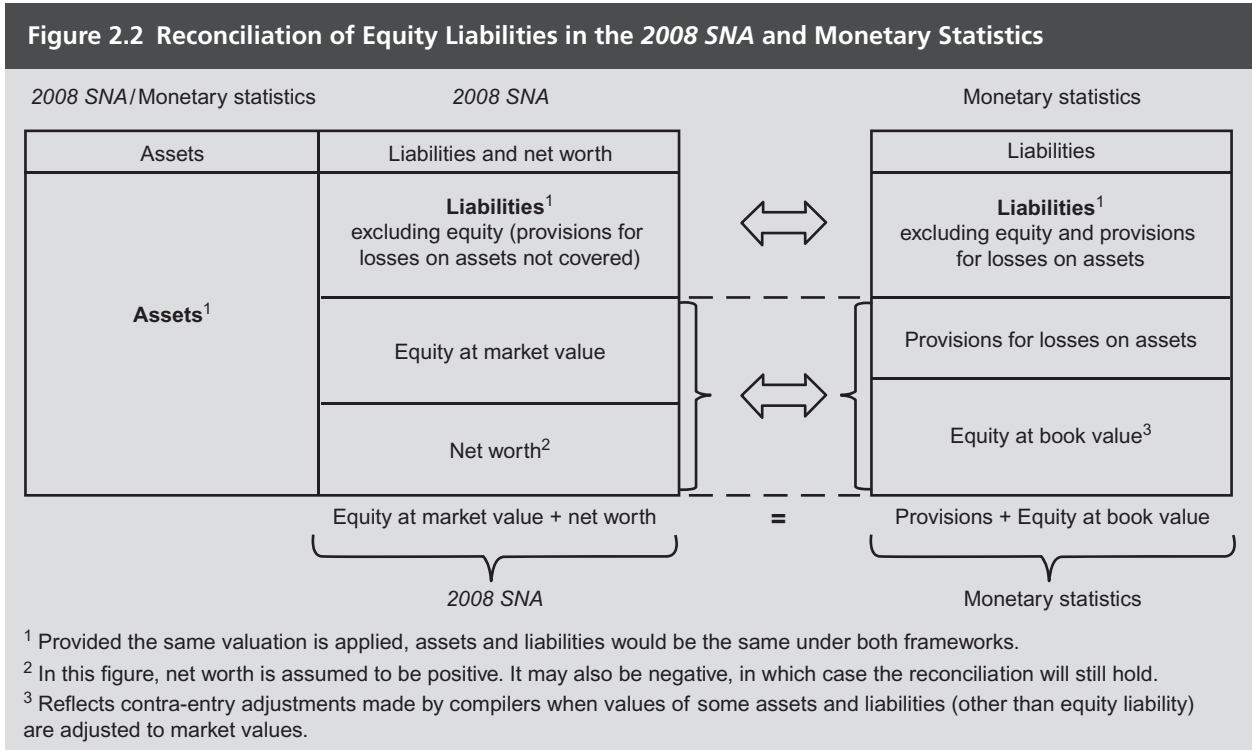 Figure 2.2 Reconciliation of Equity Liabilities in the 2008 SNA and Monetary Statistics
2008 SNA/Monetary statistics
2008 SNA
Monetary statistics
Assets
Liabilities and net worth
Liabilities
Assets¹
Liabilities¹
excluding equity (provisions for
losses on assets not covered)
Equity at market value
Net worth²
Liabilities¹
excluding equity and provisions
for losses on assets
Provisions for losses on assets
Equity at book value³
Equity at market value + net worth
=
Provisions + Equity at book value
2008 SNA
Monetary statistics
¹ Provided the same valuation is applied, assets and liabilities would be the same under both frameworks.
² In this figure, net worth is assumed to be positive. It may also be negative, in which case the reconciliation will still hold.
³ Reflects contra-entry adjustments made by compilers when values of some assets and liabilities (other than equity liability)
are adjusted to market values.